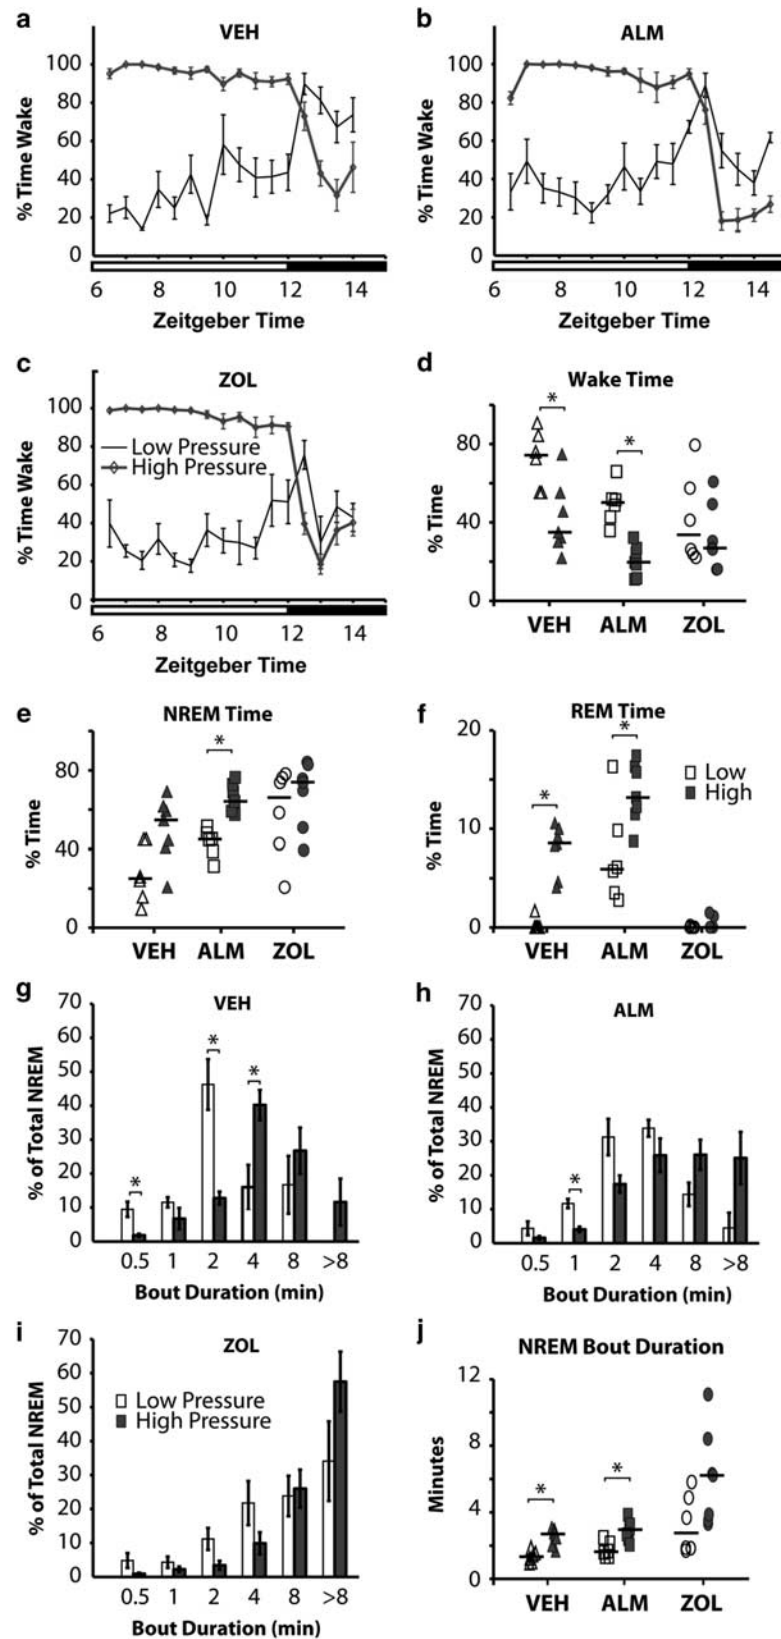 a
VEH
% Time Wake
100
80
60
40
20
0
6 8 10 12 14
Zeitgeber Time
b
ALM
% Time Wake
100
80
60
40
20
0
6 8 10 12 14
Zeitgeber Time
c
ZOL
% Time Wake
100
80
60
40
20
0
Low Pressure
High Pressure
6 8 10 12 14
Zeitgeber Time
d
Wake Time
% Time
80
40
0
* *
VEH ALM ZOL
e
NREM Time
% Time
80
40
0
*
VEH ALM ZOL
f
REM Time
% Time
20
10
0
* *
Low
High
VEH ALM ZOL
g
VEH
% of Total NREM
70
60
50
40
30
20
10
0
* * *
0.5 1 2 4 8 >8
Bout Duration (min)
h
ALM
% of Total NREM
70
60
50
40
30
20
10
0
*
0.5 1 2 4 8 >8
Bout Duration (min)
i
ZOL
% of Total NREM
70
60
50
40
30
20
10
0
Low Pressure
High Pressure
0.5 1 2 4 8 >8
Bout Duration (min)
j
NREM Bout Duration
Minutes
12
8
4
0
* *
VEH ALM ZOL